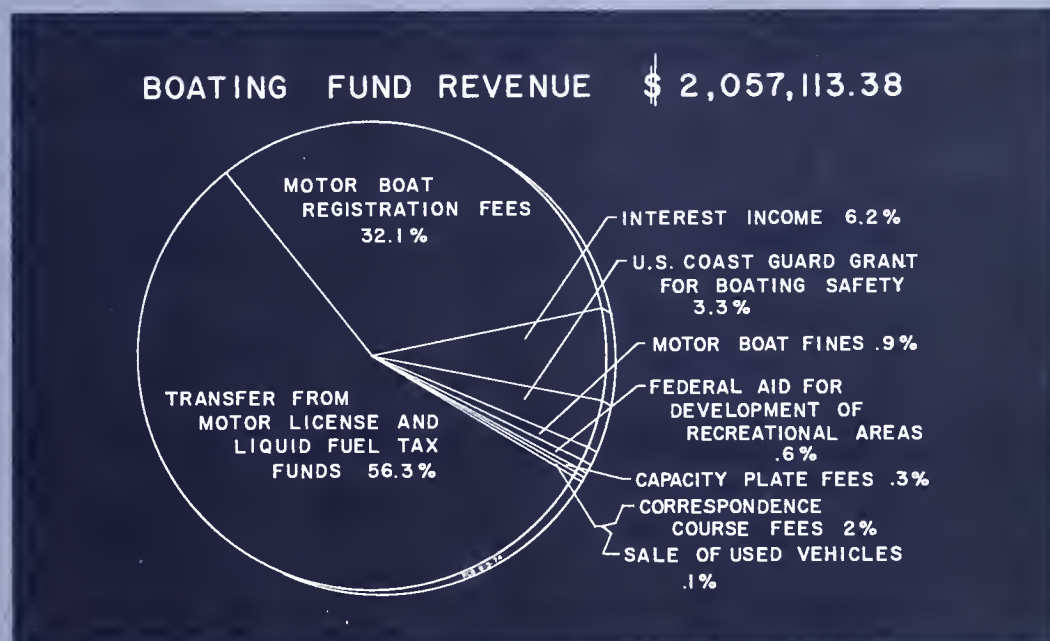 BOATING FUND REVENUE $ 2,057,113.38
MOTOR BOAT
REGISTRATION FEES
32.1%
INTEREST INCOME 6.2%
U.S. COAST GUARD GRANT
FOR BOATING SAFETY
3.3%
MOTOR BOAT FINES .9%
FEDERAL AID FOR
DEVELOPMENT OF
RECREATIONAL AREAS
.6%
CAPACITY PLATE FEES .3%
CORRESPONDENCE
COURSE FEES 2%
SALE OF USED VEHICLES
.1%
TRANSFER FROM
MOTOR LICENSE AND
LIQUID FUEL TAX
FUNDS 56.3%